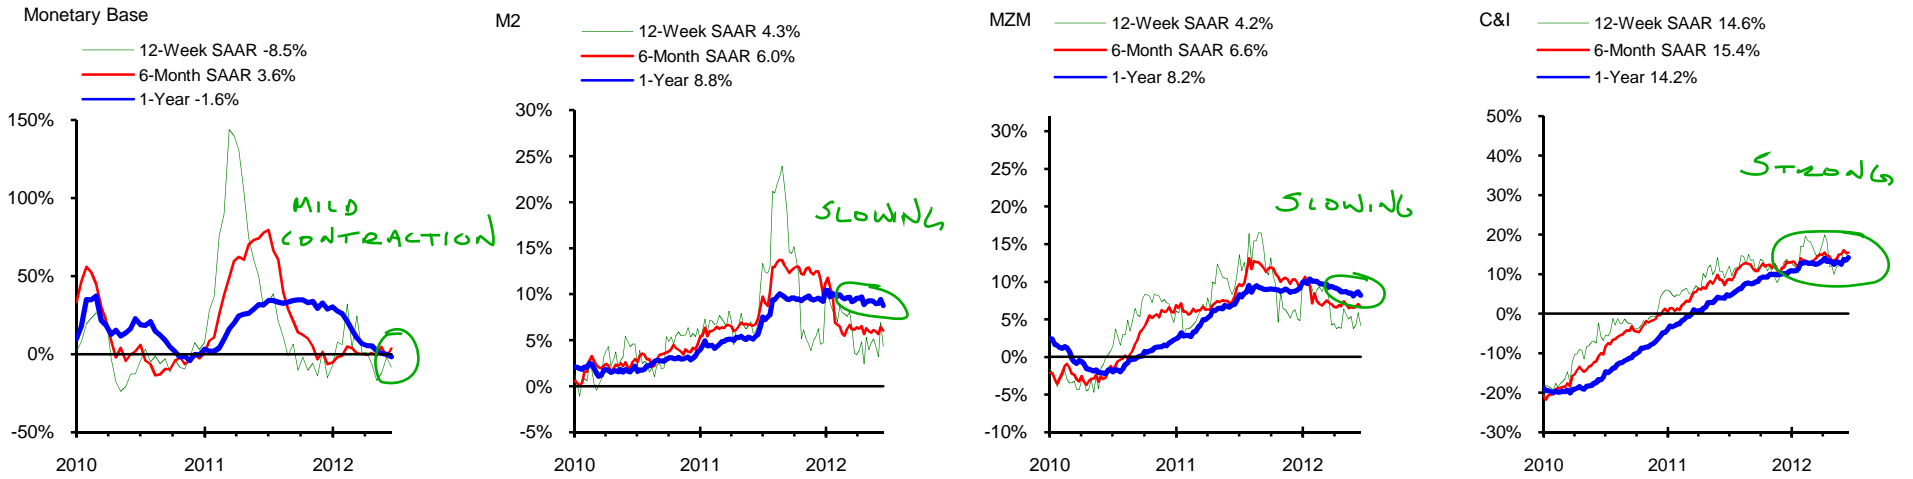 Monetary Base
12-Week SAAR -8.5%
6-Month SAAR 3.6%
1-Year -1.6%
150%
100%
50%
0%
-50%
2010 2011 2012
MILD
CONTRACTION
M2
12-Week SAAR 4.3%
6-Month SAAR 6.0%
1-Year 8.8%
30%
25%
20%
15%
10%
5%
0%
-5%
2010 2011 2012
SLOWING
MZM
12-Week SAAR 4.2%
6-Month SAAR 6.6%
1-Year 8.2%
30%
25%
20%
15%
10%
5%
0%
-5%
-10%
2010 2011 2012
SLOWING
C&I
12-Week SAAR 14.6%
6-Month SAAR 15.4%
1-Year 14.2%
50%
40%
30%
20%
10%
0%
-10%
-20%
-30%
2010 2011 2012
STRONG